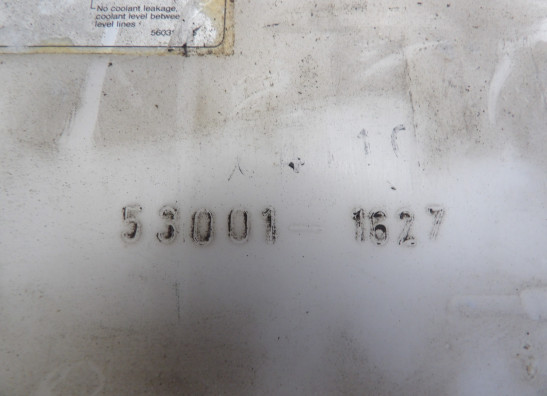 No coolant leakage,
coolant level betwee
level lines
5603
53001 - 1627